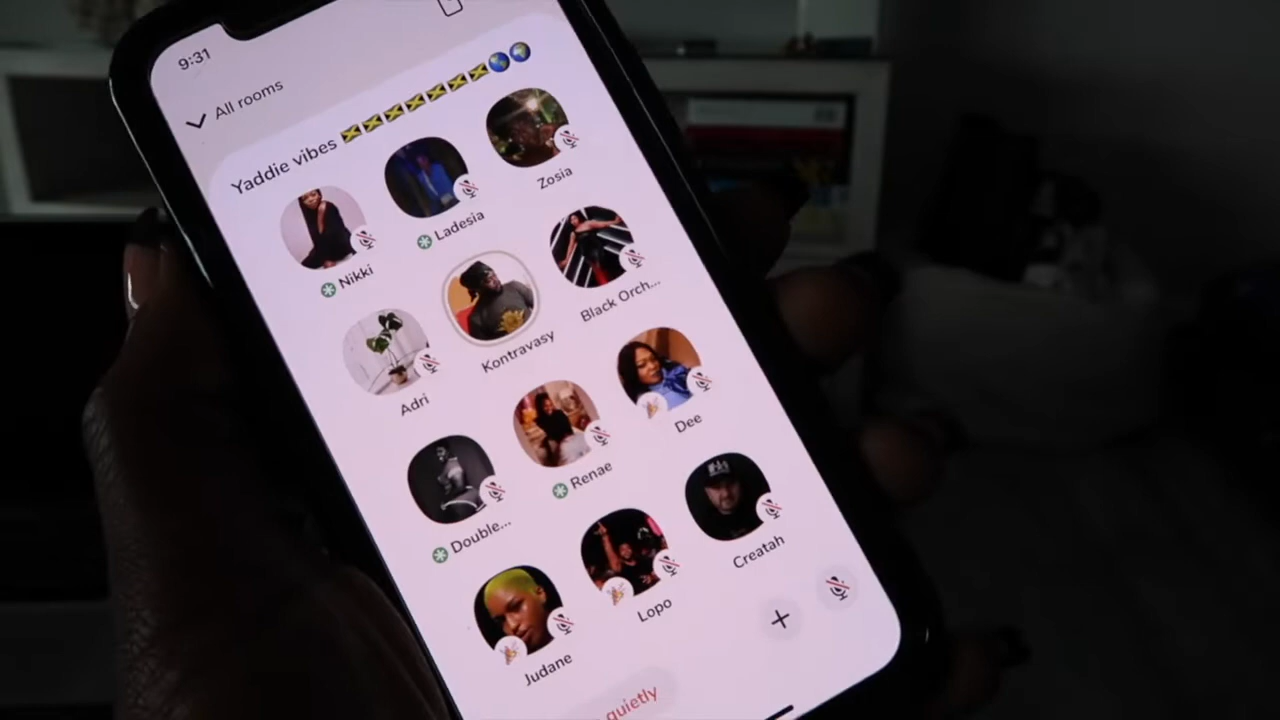 9:31
All rooms
Yaddie vibes 🇯🇲🇯🇲🇯🇲🇯🇲🇯🇲🇯🇲🇯🇲🌎🌍
Nikki
Ladesia
Zosia
Adri
Kontravasy
Black Orch...
Double...
Renae
Dee
Judane
Lopo
Creatah
quietly